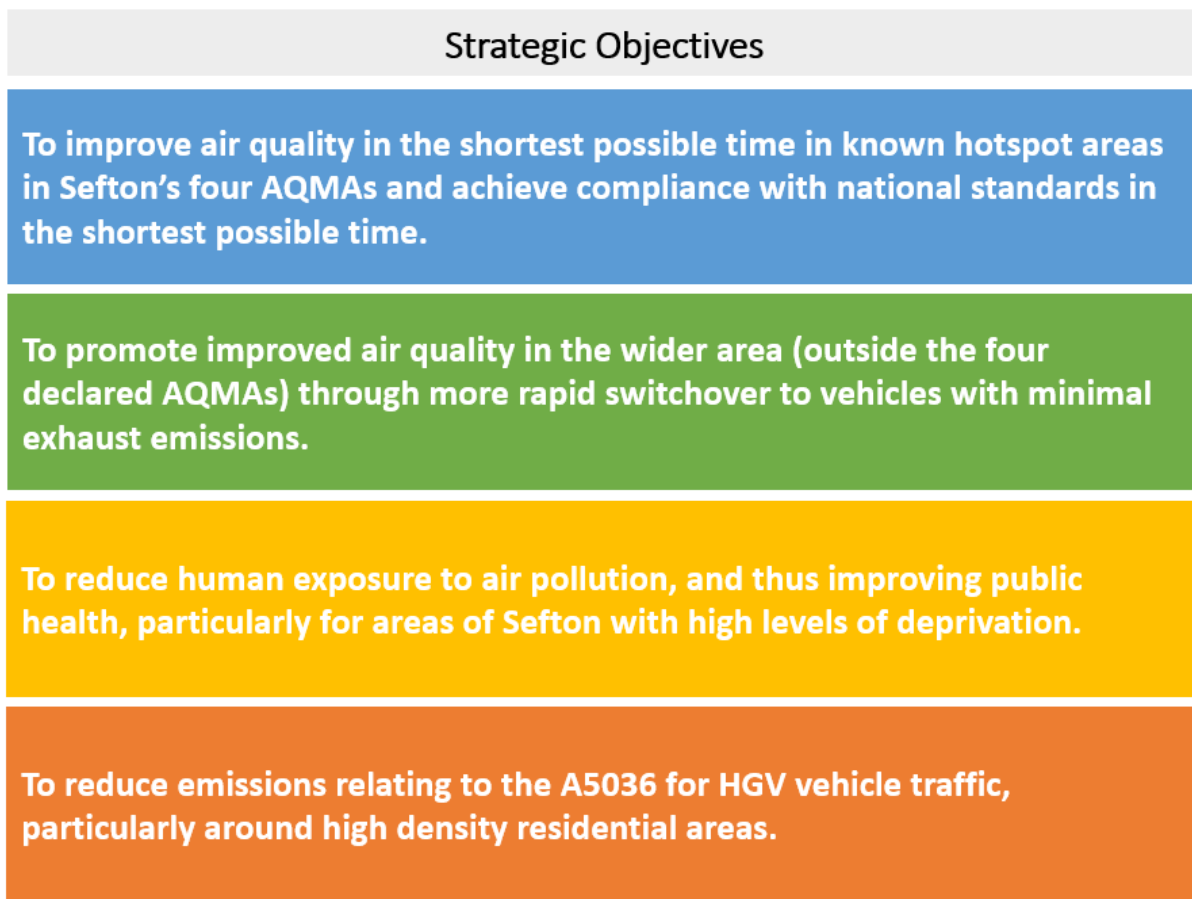 Strategic Objectives
To improve air quality in the shortest possible time in known hotspot areas
in Sefton’s four AQMAs and achieve compliance with national standards in
the shortest possible time.
To promote improved air quality in the wider area (outside the four
declared AQMAs) through more rapid switchover to vehicles with minimal
exhaust emissions.
To reduce human exposure to air pollution, and thus improving public
health, particularly for areas of Sefton with high levels of deprivation.
To reduce emissions relating to the A5036 for HGV vehicle traffic,
particularly around high density residential areas.